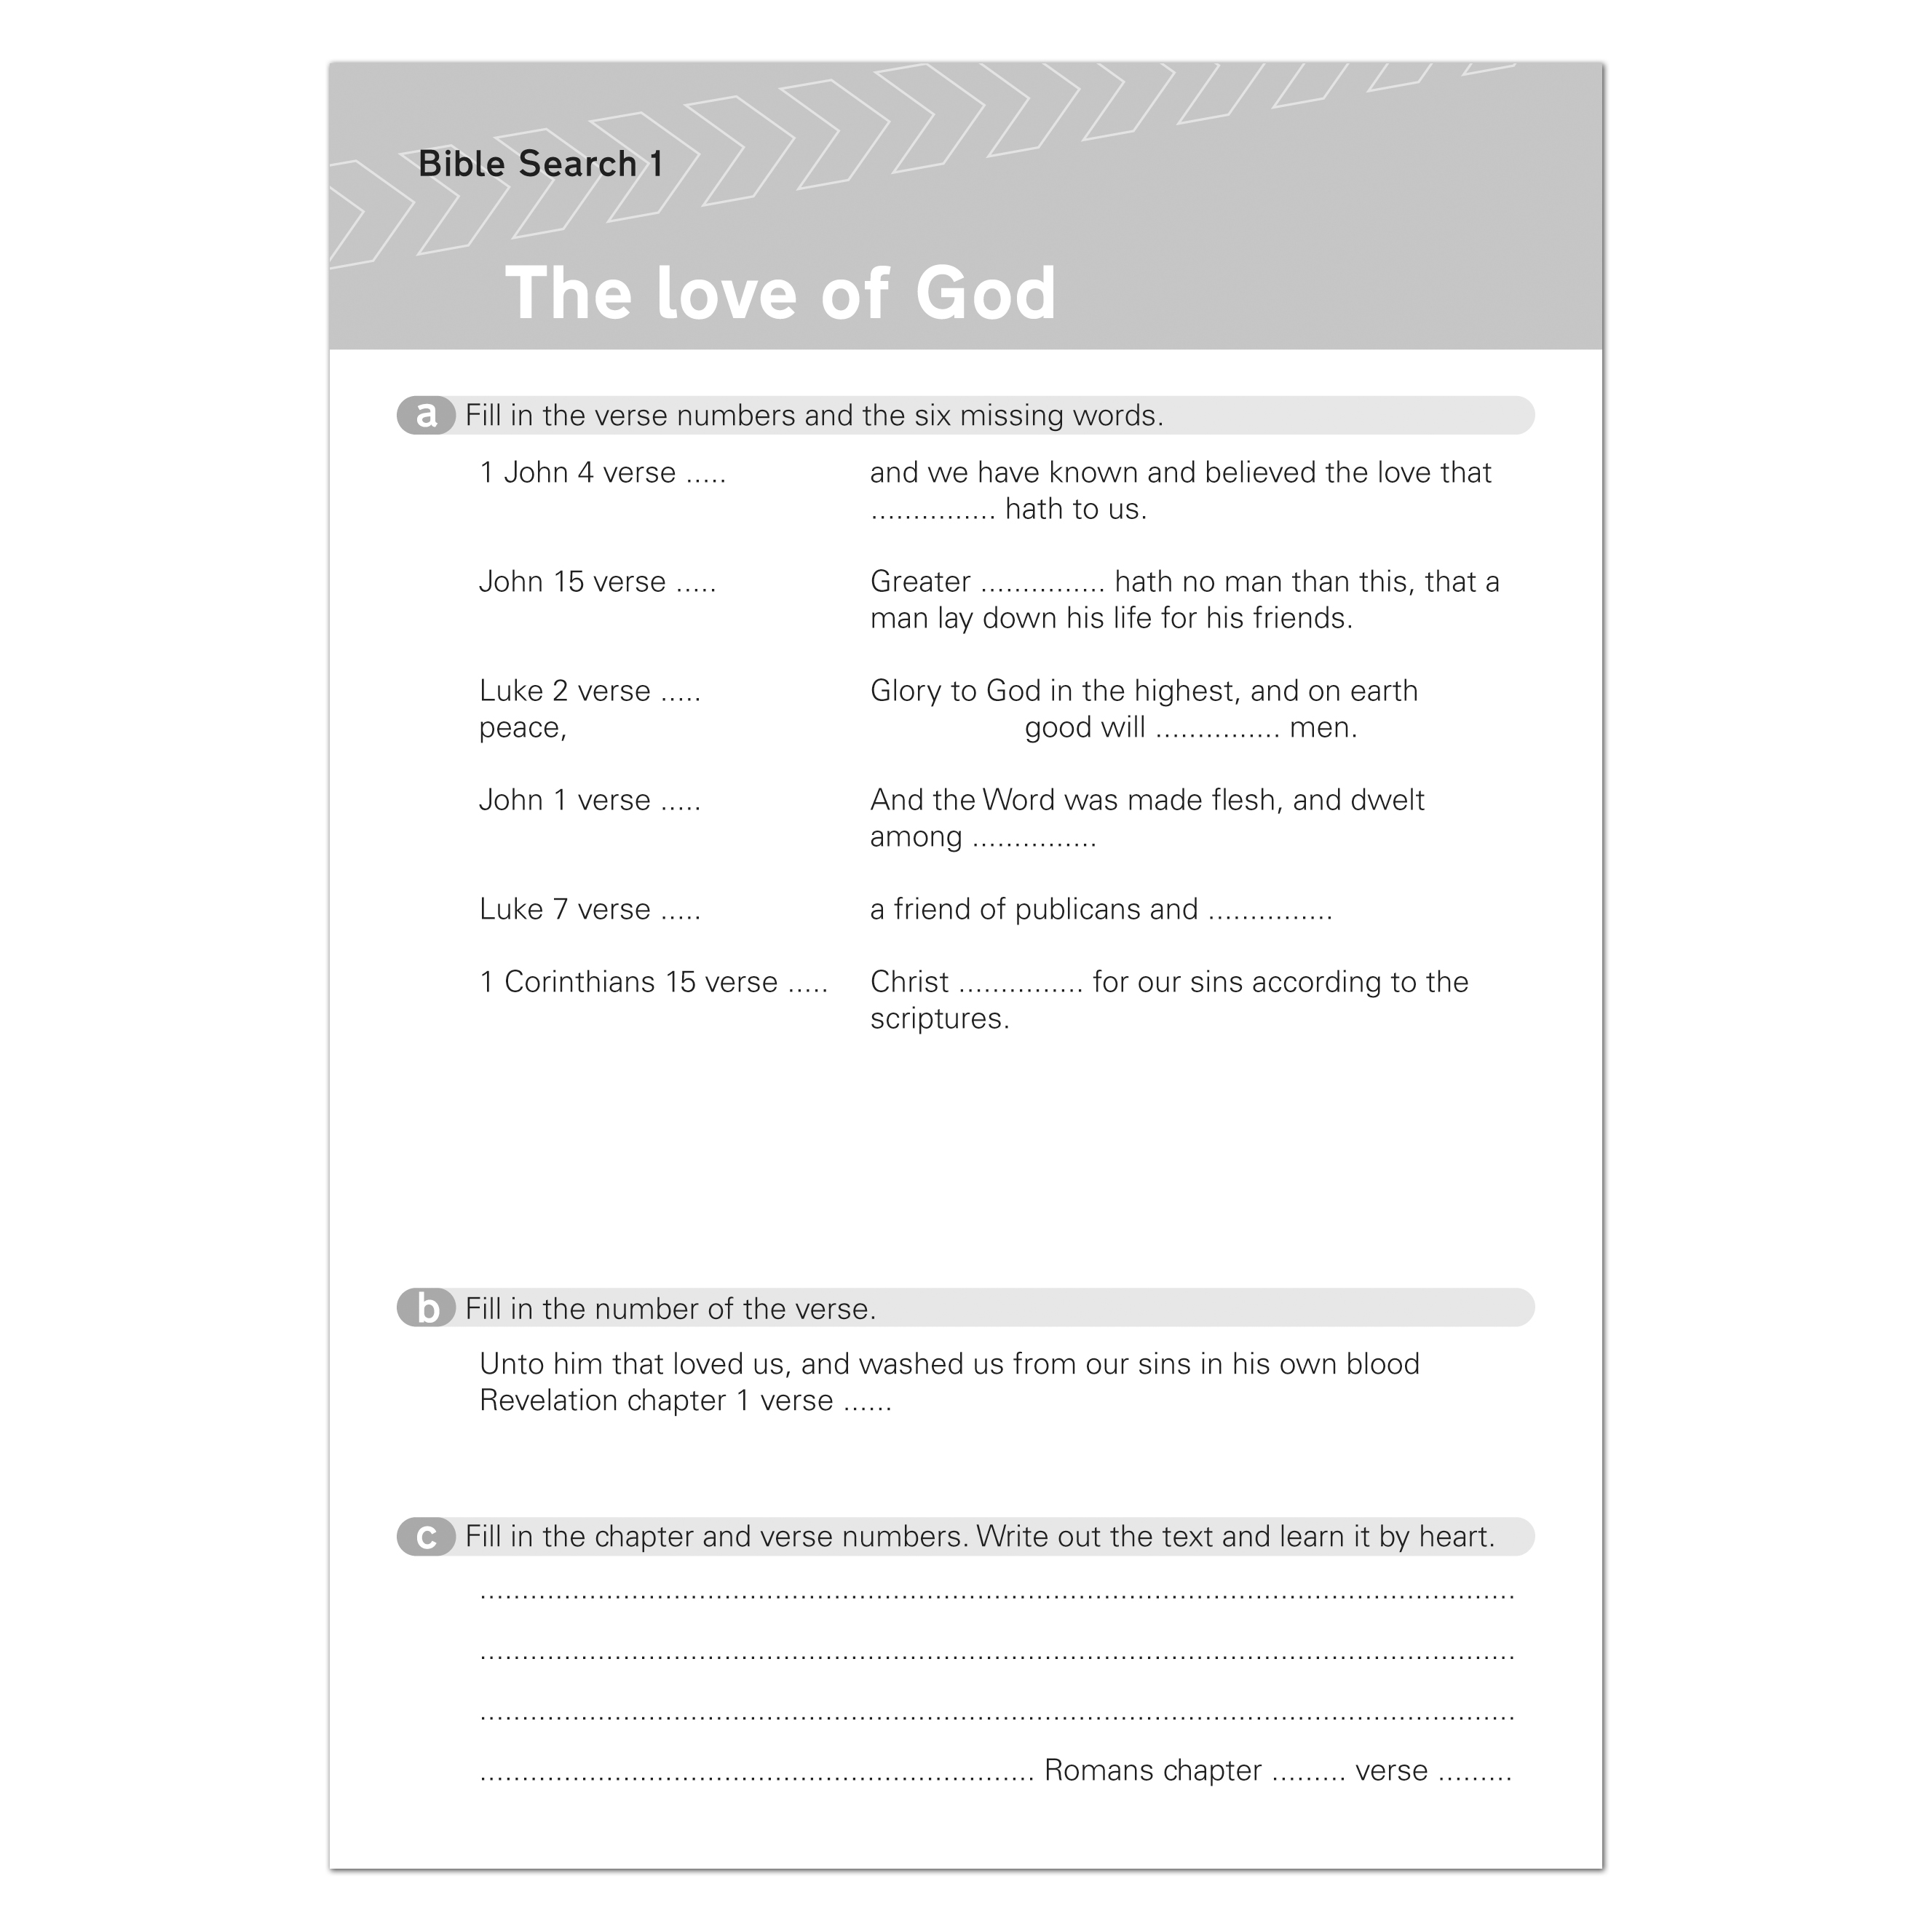 Bible Search 1
The love of God
a Fill in the verse numbers and the six missing words.
1 John 4 verse ..... and we have known and believed the love that
............... hath to us.
John 15 verse ..... Greater ............... hath no man than this, that a
man lay down his life for his friends.
Luke 2 verse ..... Glory to God in the highest, and on earth
peace, good will ............... men.
John 1 verse ..... And the Word was made flesh, and dwelt
among ...............
Luke 7 verse ..... a friend of publicans and ...............
1 Corinthians 15 verse ..... Christ ............... for our sins according to the
scriptures.
b Fill in the number of the verse.
Unto him that loved us, and washed us from our sins in his own blood
Revelation chapter 1 verse ......
c Fill in the chapter and verse numbers. Write out the text and learn it by heart.
............................................................................................................................
............................................................................................................................
............................................................................................................................
.................................................................. Romans chapter ......... verse .........